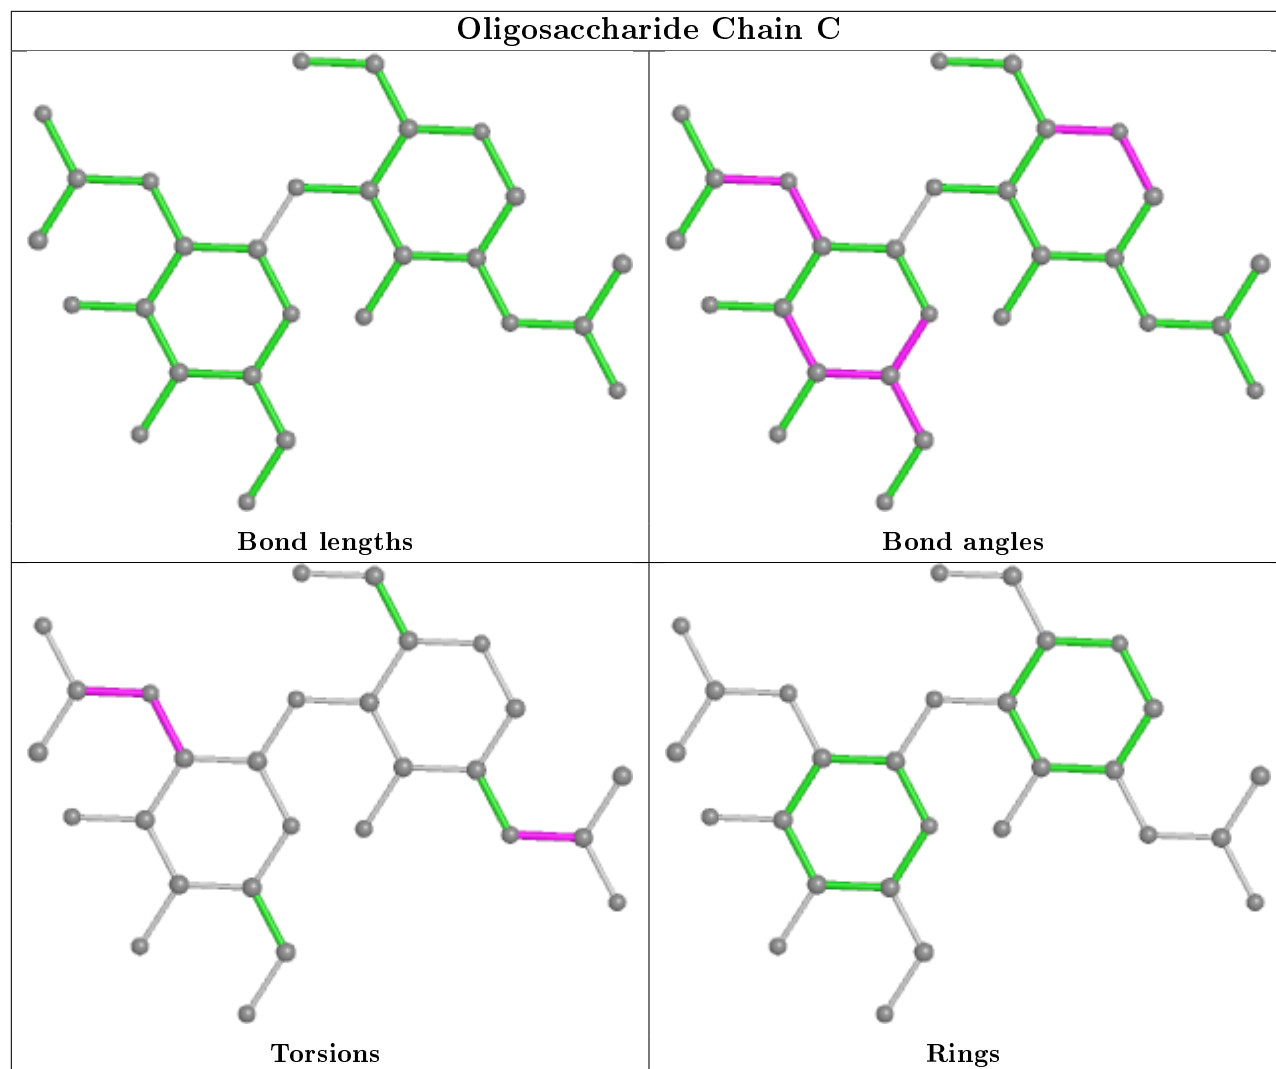 Oligosaccharide Chain C
Bond lengths
Bond angles
Torsions
Rings